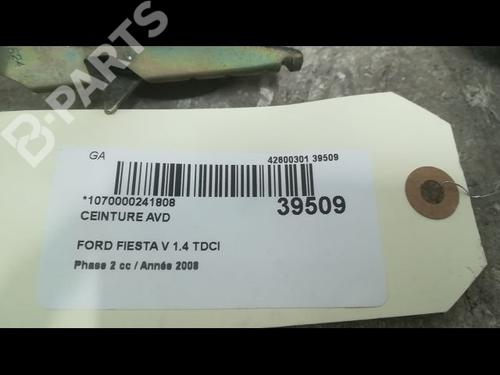 B-PARTS
GA
42600301 39509
*1070000241808
39509
CEINTURE AVD
FORD FIESTA V 1.4 TDCI
Phase 2 cc / Année 2008